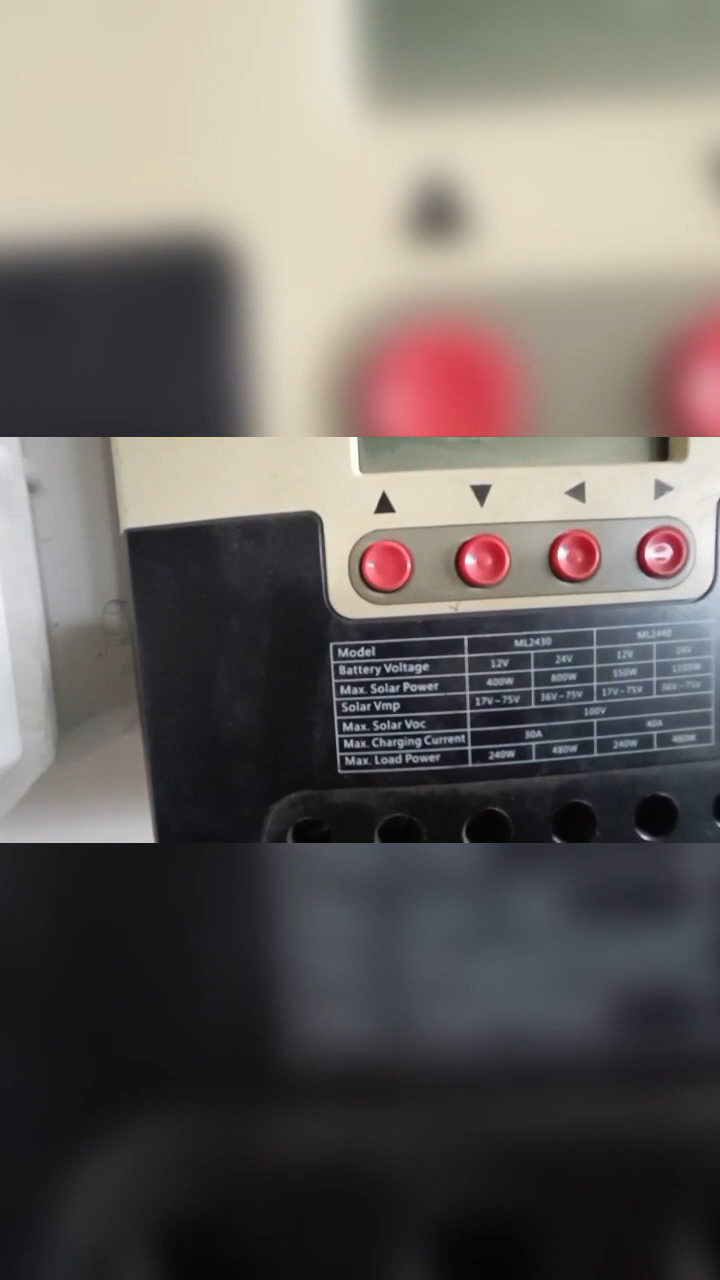 ▲ ▼ ◀ ▶
Model ML2430 ML2440
Battery Voltage 12V 24V 12V 24V
Max. Solar Power 400W 800W 550W 1100W
Solar Vmp 17V~75V 36V~75V 17V~75V 36V~75V
Max. Solar Voc 100V
Max. Charging Current 30A 40A
Max. Load Power 240W 480W 240W 480W